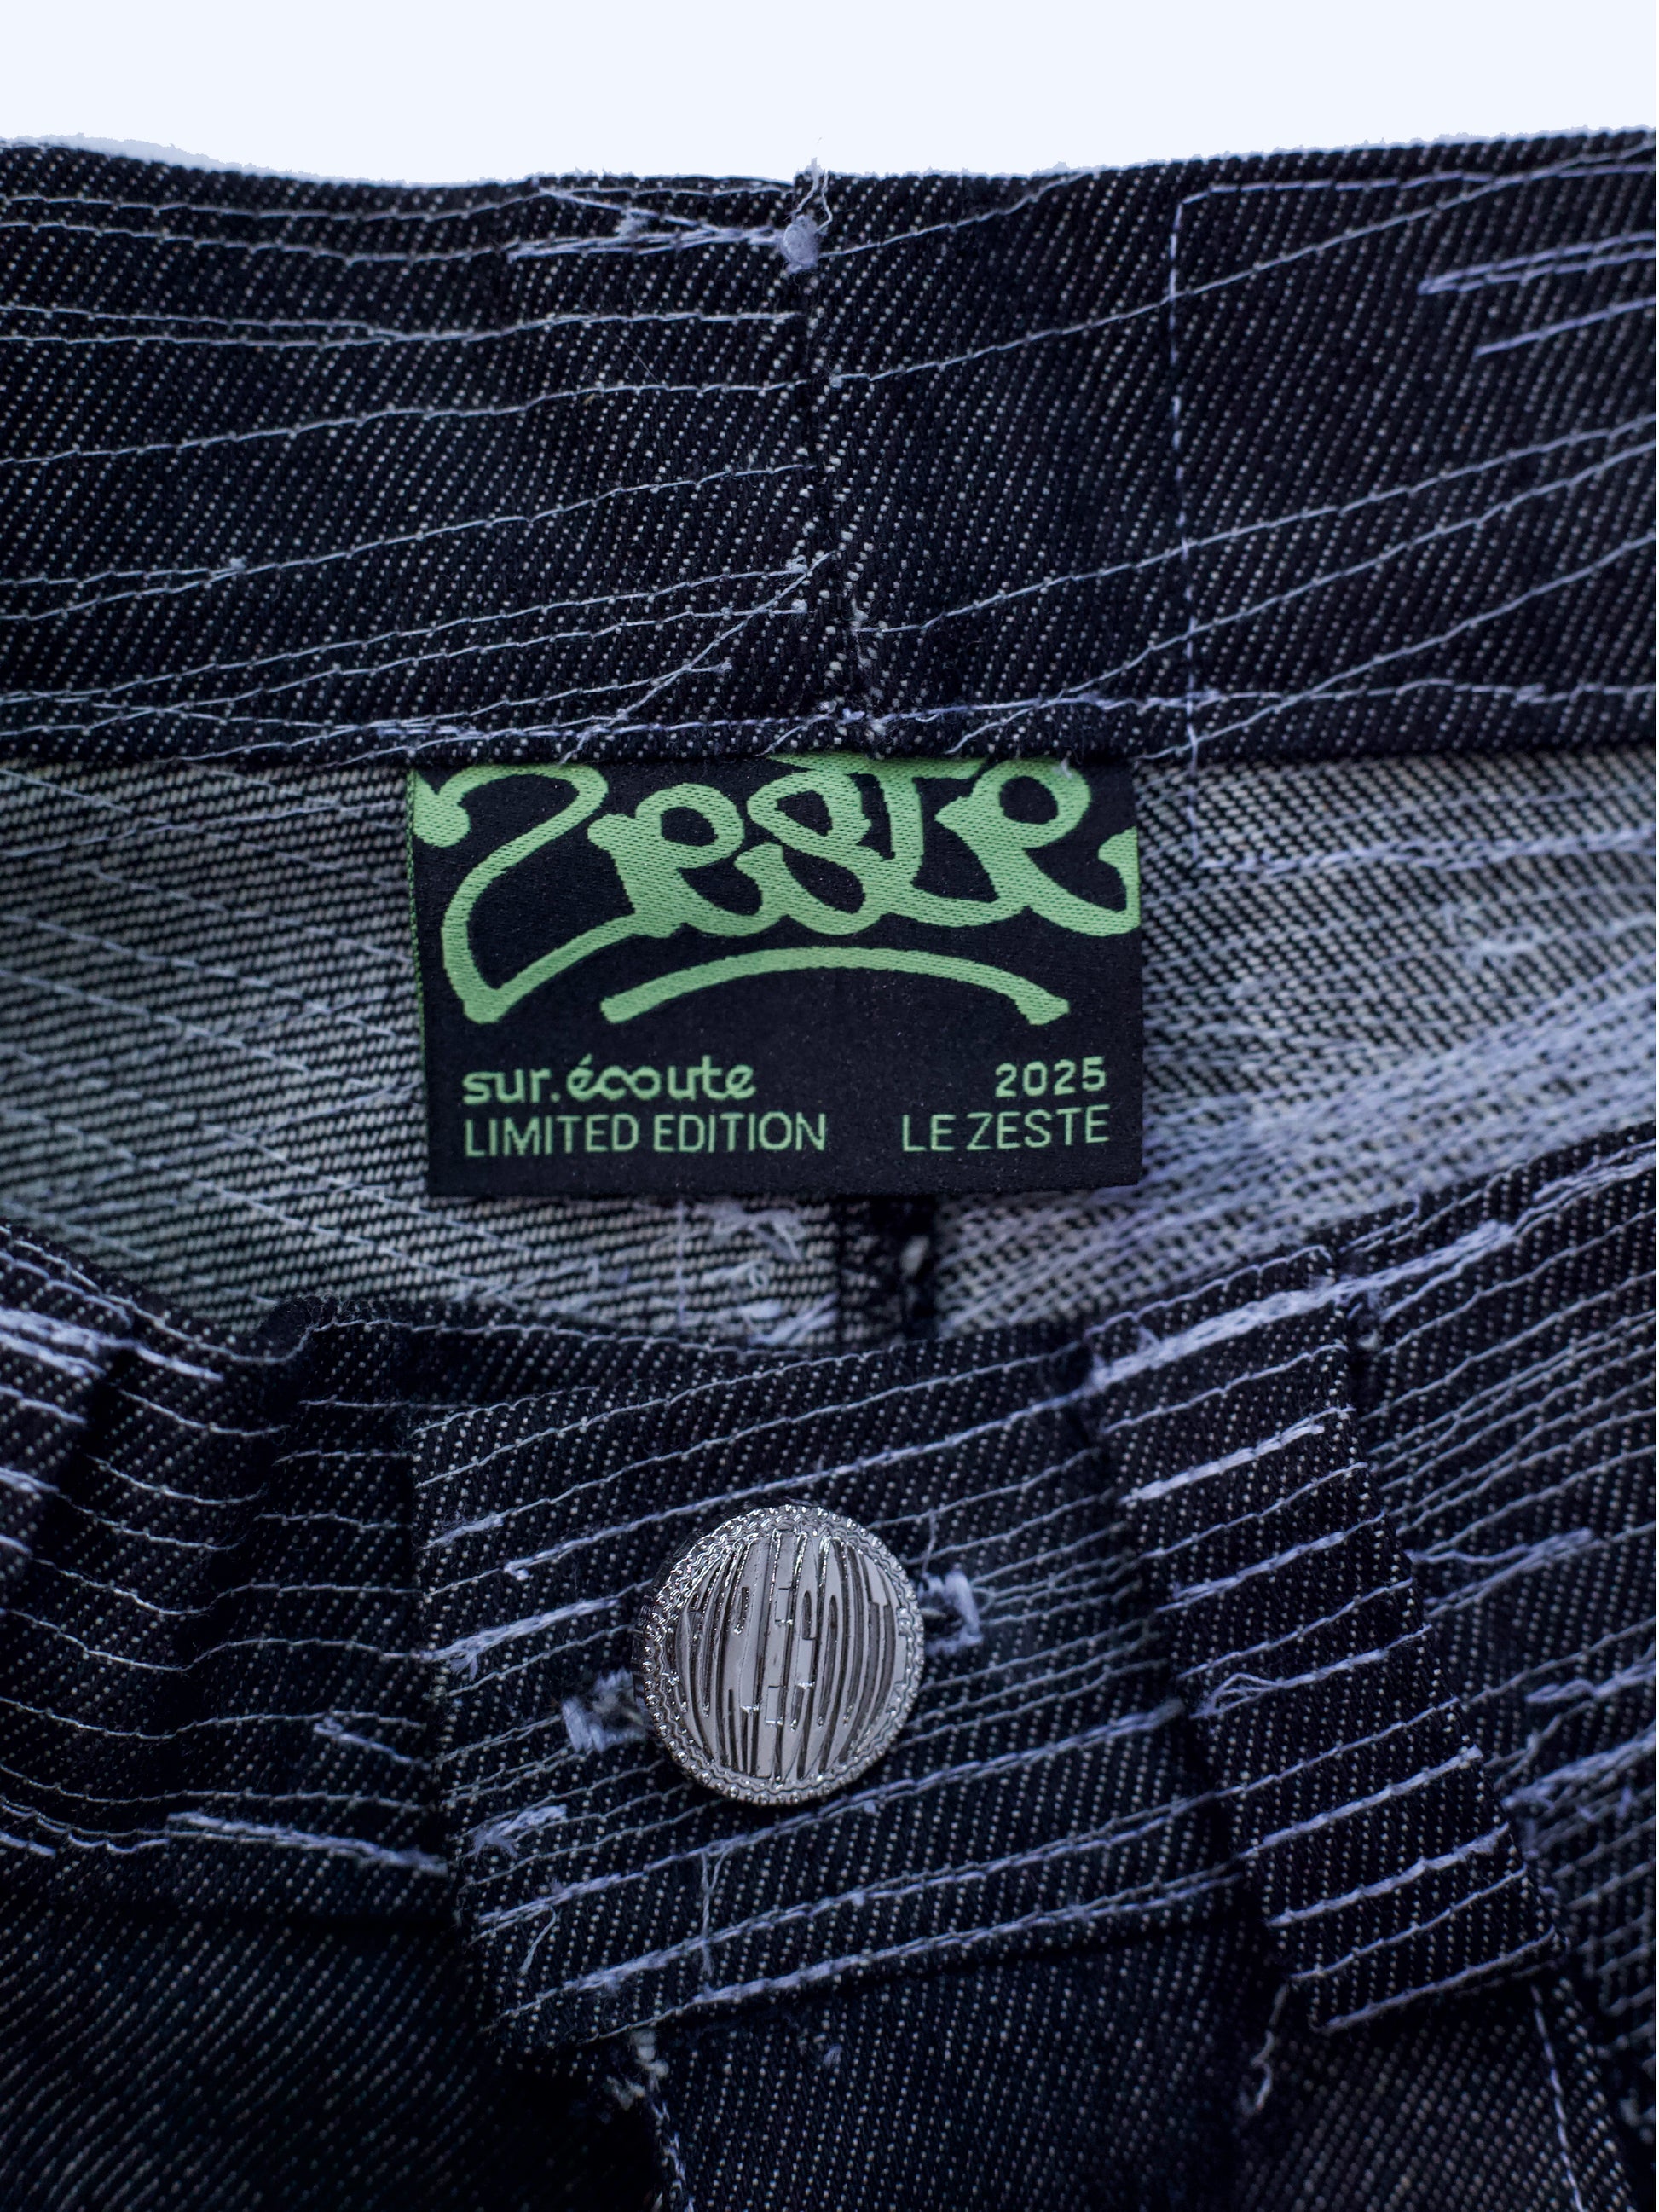 Zeste
sur.écoute 2025
LIMITED EDITION LE ZESTE